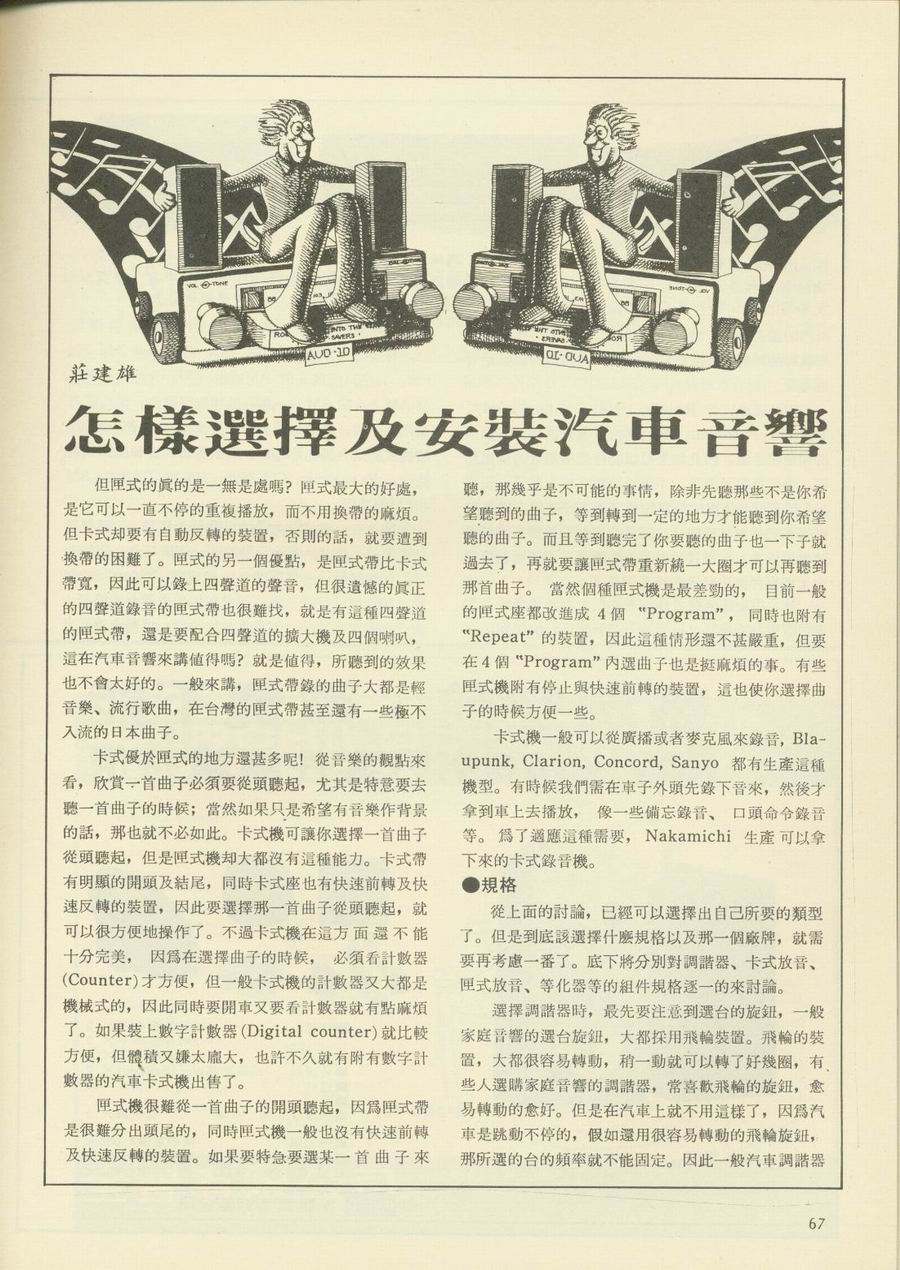 VOL TONE
INTO THE
SAVERS
AUD·IO
莊建雄
怎樣選擇及安裝汽車音響
但匣式的眞的是一無是處嗎? 匣式最大的好處，
是它可以一直不停的重複播放，而不用換帶的麻煩。
但卡式却要有自動反轉的裝置，否則的話，就要遭到
換帶的困難了。匣式的另一個優點，是匣式帶比卡式
帶寬，因此可以錄上四聲道的聲音，但很遺憾的眞正
的四聲道錄音的匣式帶也很難找，就是有這種四聲道
的匣式帶，還是要配合四聲道的擴大機及四個喇叭，
這在汽車音響來講值得嗎? 就是值得，所聽到的效果
也不會太好的。一般來講，匣式帶錄的曲子大都是輕
音樂、流行歌曲，在台灣的匣式帶甚至還有一些極不
入流的日本曲子。
卡式優於匣式的地方還甚多呢! 從音樂的觀點來
看，欣賞一首曲子必須要從頭聽起，尤其是特意要去
聽一首曲子的時候；當然如果只是希望有音樂作背景
的話，那也就不必如此。卡式機可讓你選擇一首曲子
從頭聽起，但是匣式機却大都沒有這種能力。卡式帶
有明顯的開頭及結尾，同時卡式座也有快速前轉及快
速反轉的裝置，因此要選擇那一首曲子從頭聽起，就
可以很方便地操作了。不過卡式機在這方面還不能
十分完美， 因爲在選擇曲子的時候， 必須看計數器
(Counter)才方便，但一般卡式機的計數器又大都是
機械式的，因此同時要開車又要看計數器就有點麻煩
了。如果裝上數字計數器(Digital counter)就比較
方便，但體積又嫌太龐大，也許不久就有附有數字計
數器的汽車卡式機出售了。
匣式機很難從一首曲子的開頭聽起，因爲匣式帶
是很難分出頭尾的，同時匣式機一般也沒有快速前轉
及快速反轉的裝置。如果要特急要選某一首曲子來
聽，那幾乎是不可能的事情，除非先聽那些不是你希
望聽到的曲子，等到轉到一定的地方才能聽到你希望
聽的曲子。而且等到聽完了你要聽的曲子也一下子就
過去了，再就要讓匣式帶重新繞一大圈才可以再聽到
那首曲子。 當然個種匣式機是最差勁的， 目前一般
的匣式座都改進成 4 個 “Program”， 同時也附有
“Repeat” 的裝置，因此這種情形還不甚嚴重，但要
在4個 “Program” 內選曲子也是挺麻煩的事。有些
匣式機附有停止與快速前轉的裝置，這也使你選擇曲
子的時候方便一些。
卡式機一般可以從廣播或者麥克風來錄音, Bla-
upunk, Clarion, Concord, Sanyo 都有生產這種
機型。有時候我們需在車子外頭先錄下音來，然後才
拿到車上去播放， 像一些備忘錄音、 口頭命令錄音
等。 爲了適應這種需要， Nakamichi 生產 可以拿
下來的卡式錄音機。
●規格
從上面的討論，已經可以選擇出自己所要的類型
了。但是到底該選擇什麼規格以及那一個廠牌，就需
要再考慮一番了。底下將分別對調諧器、卡式放音、
匣式放音、等化器等的組件規格逐一的來討論。
選擇調諧器時，最先要注意到選台的旋鈕，一般
家庭音響的選台旋鈕，大都採用飛輪裝置。飛輪的裝
置，大都很容易轉動，稍一動就可以轉了好幾圈，有
些人選購家庭音響的調諧器，常喜歡飛輪的旋鈕，愈
易轉動的愈好。但是在汽車上就不用這樣了，因爲汽
車是跳動不停的，假如還用很容易轉動的飛輪旋鈕，
那所選的台的頻率就不能固定。因此一般汽車調諧器
67